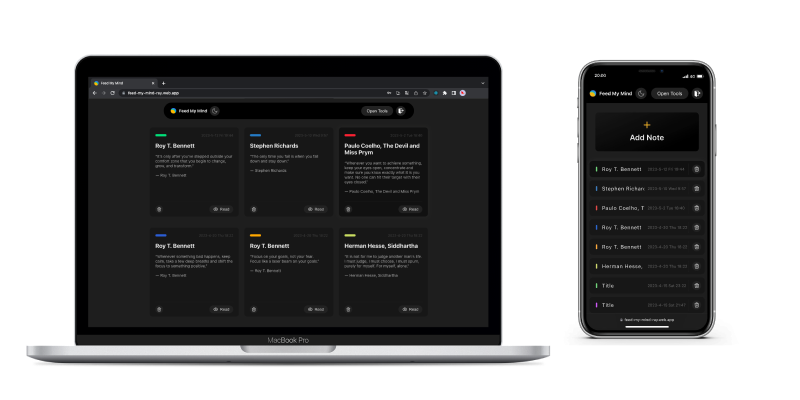 Feed My Mind
feed-my-mind-ray.web.app
Feed My Mind
Open Tools
Roy T. Bennett
"It's only after you've stepped outside your
comfort zone that you begin to change,
grow, and transform."
— Roy T. Bennett
Read
Stephen Richards
"The only time you fail is when you fall
down and stay down."
— Stephen Richards
Read
Paulo Coelho, The Devil and
Miss Prym
"Whenever you want to achieve something,
keep your eyes open, concentrate and
make sure you know exactly what it is you
want. No one can hit their target with their
eyes closed."
— Paulo Coelho, The Devil and Miss Prym
Read
Roy T. Bennett
"Whenever something bad happens, keep
calm, take a few deep breaths and shift the
focus to something positive."
— Roy T. Bennett
Read
Roy T. Bennett
"Focus on your goals, not your fear.
Focus like a laser beam on your goals."
— Roy T. Bennett
Read
Herman Hesse, Siddhartha
"It is not for me to judge another man's life.
I must judge, I must choose, I must spurn,
purely for myself. For myself, alone."
— Herman Hesse, Siddhartha
Read
MacBook Pro
20.00
4G
Feed My Mind
Open Tools
+
Add Note
Roy T. Bennett
Stephen Richar
Paulo Coelho, T
Roy T. Bennett
Roy T. Bennett
Herman Hesse,
Title
Title
feed-my-mind-ray.web.app